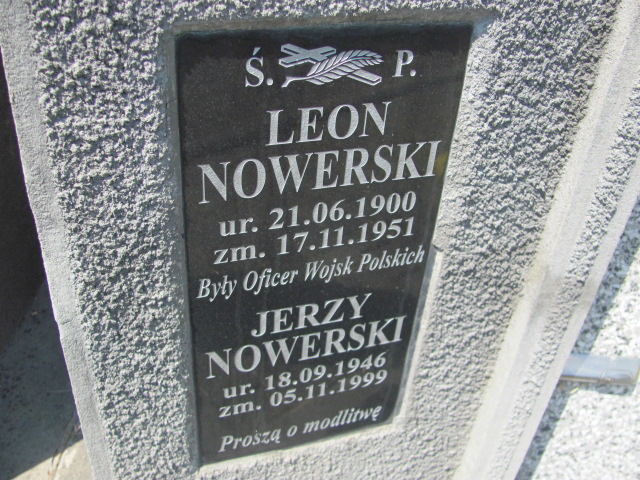 Ś. P.
LEON
NOWERSKI
ur. 21.06.1900
zm. 17.11.1951
Były Oficer Wojsk Polskich
JERZY
NOWERSKI
ur. 18.09.1946
zm. 05.11.1999
Proszą o modlitwę